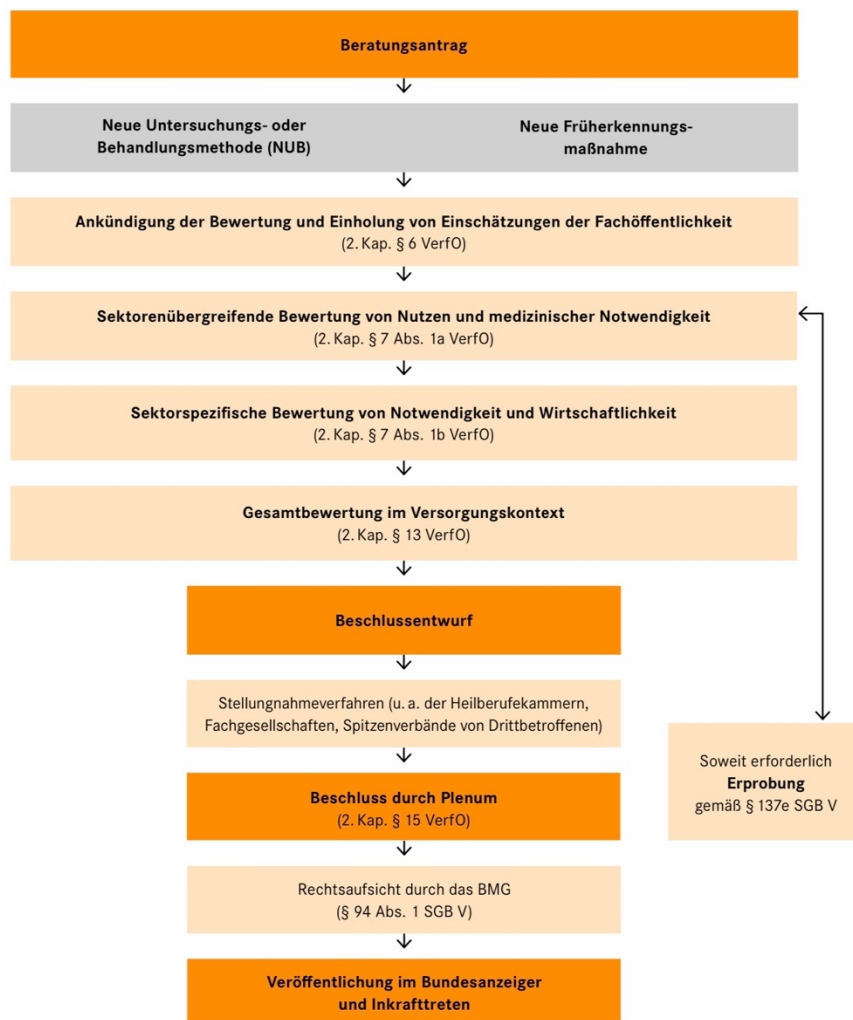 Beratungsantrag
Neue Untersuchungs- oder
Behandlungsmethode (NUB)
Neue Früherkennungs-
maßnahme
Ankündigung der Bewertung und Einholung von Einschätzungen der Fachöffentlichkeit
(2. Kap. § 6 VerfO)
Sektorenübergreifende Bewertung von Nutzen und medizinischer Notwendigkeit
(2. Kap. § 7 Abs. 1a VerfO)
Sektorspezifische Bewertung von Notwendigkeit und Wirtschaftlichkeit
(2. Kap. § 7 Abs. 1b VerfO)
Gesamtbewertung im Versorgungskontext
(2. Kap. § 13 VerfO)
Beschlussentwurf
Stellungnahmeverfahren (u. a. der Heilberufekammern,
Fachgesellschaften, Spitzenverbände von Drittbetroffenen)
Soweit erforderlich
Erprobung
gemäß § 137e SGB V
Beschluss durch Plenum
(2. Kap. § 15 VerfO)
Rechtsaufsicht durch das BMG
(§ 94 Abs. 1 SGB V)
Veröffentlichung im Bundesanzeiger
und Inkrafttreten